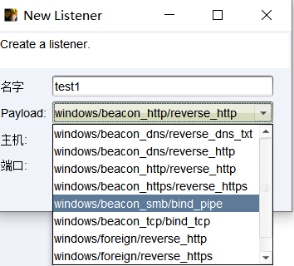 New Listener
Create a listener.
名字 test1
Payload: windows/beacon_http/reverse_http
windows/beacon_dns/reverse_dns_txt
主机: windows/beacon_dns/reverse_http
windows/beacon_http/reverse_http
端口: windows/beacon_https/reverse_https
windows/beacon_smb/bind_pipe
windows/beacon_tcp/bind_tcp
windows/foreign/reverse_http
windows/foreign/reverse_https